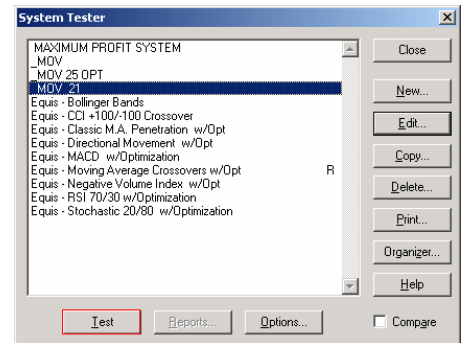 System Tester
MAXIMUM PROFIT SYSTEM
_MOV
_MOV 25 OPT
_MOV_21
Equis - Bollinger Bands
Equis - CCI +100/-100 Crossover
Equis - Classic M.A. Penetration w/Opt
Equis - Directional Movement w/Opt
Equis - MACD w/Optimization
Equis - Moving Average Crossovers w/Opt R
Equis - Negative Volume Index w/Opt
Equis - RSI 70/30 w/Optimization
Equis - Stochastic 20/80 w/Optimization
Close
New...
Edit...
Copy...
Delete...
Print...
Organizer...
Help
Test
Reports...
Options...
Compare